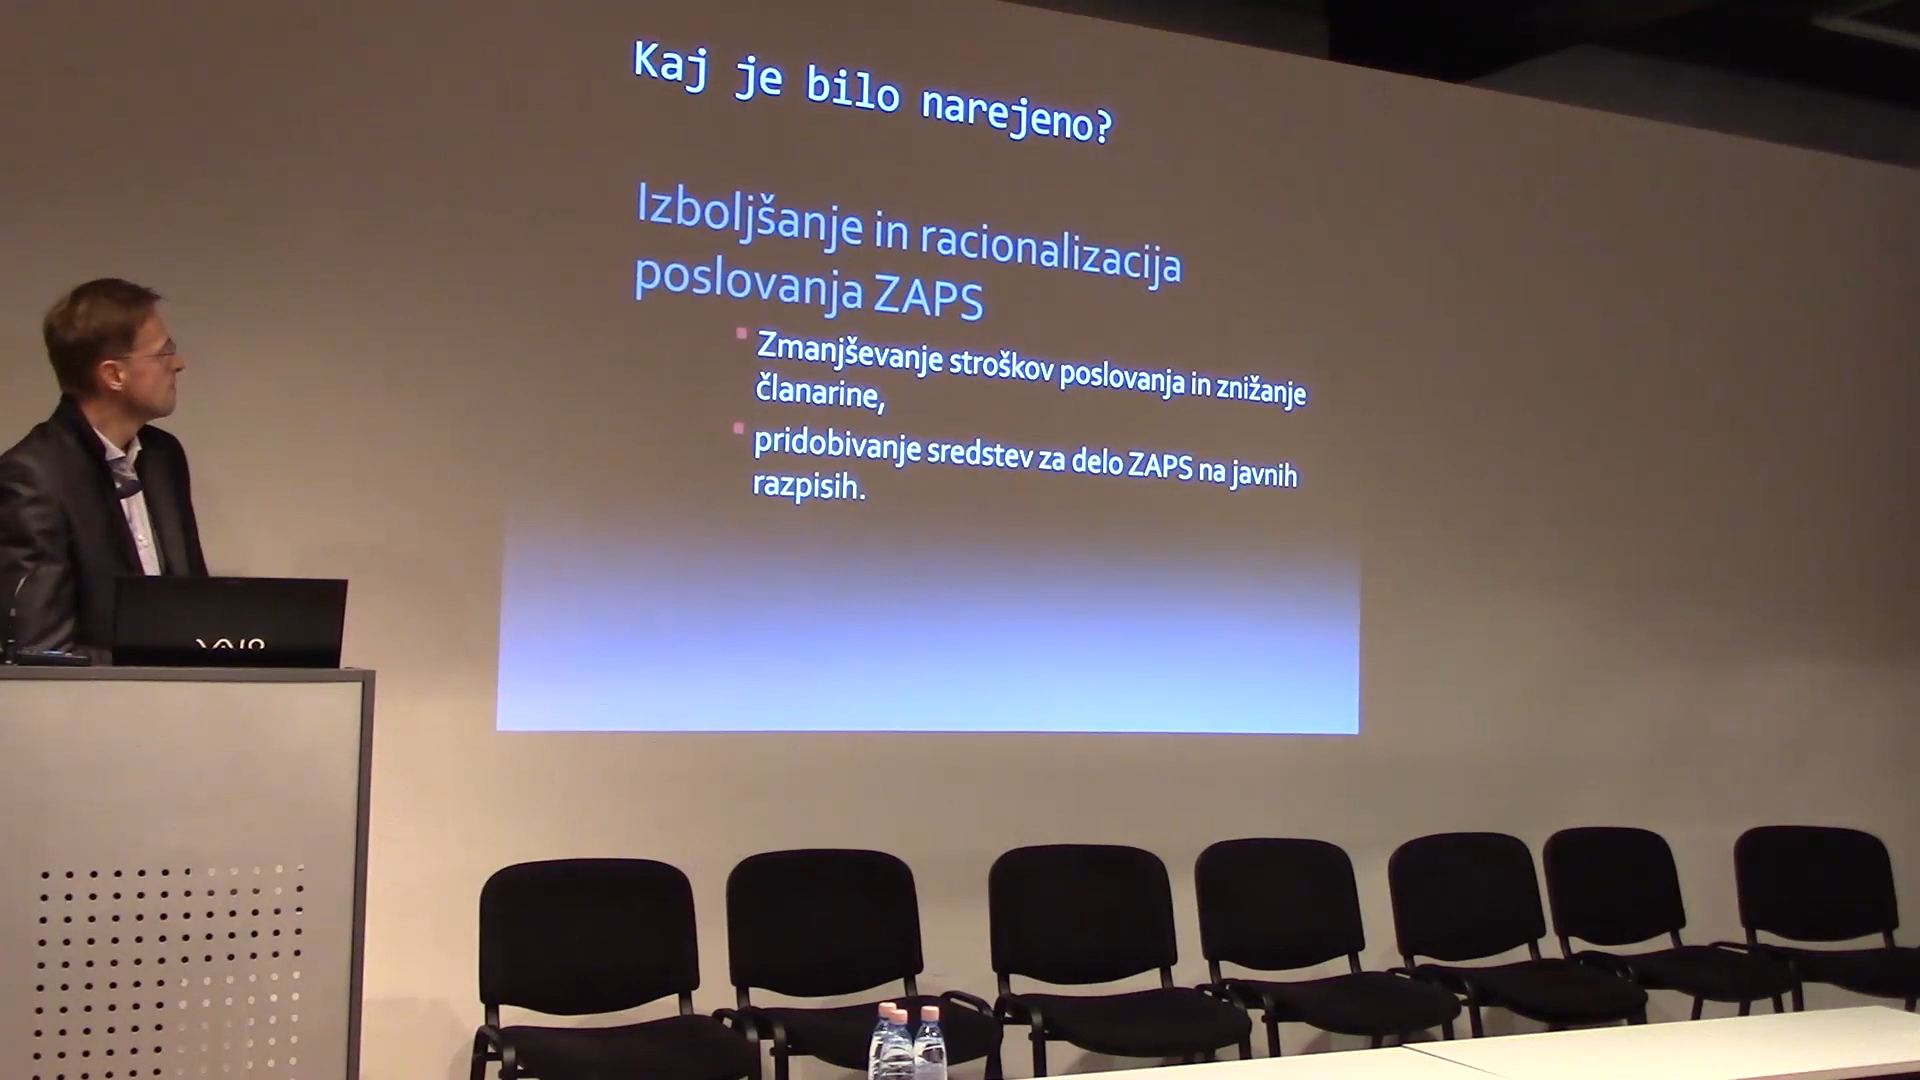 Kaj je bilo narejeno?
Izboljšanje in racionalizacija
poslovanja ZAPS
Zmanjševanje stroškov poslovanja in znižanje
članarine,
pridobivanje sredstev za delo ZAPS na javnih
razpisih.
VAIO